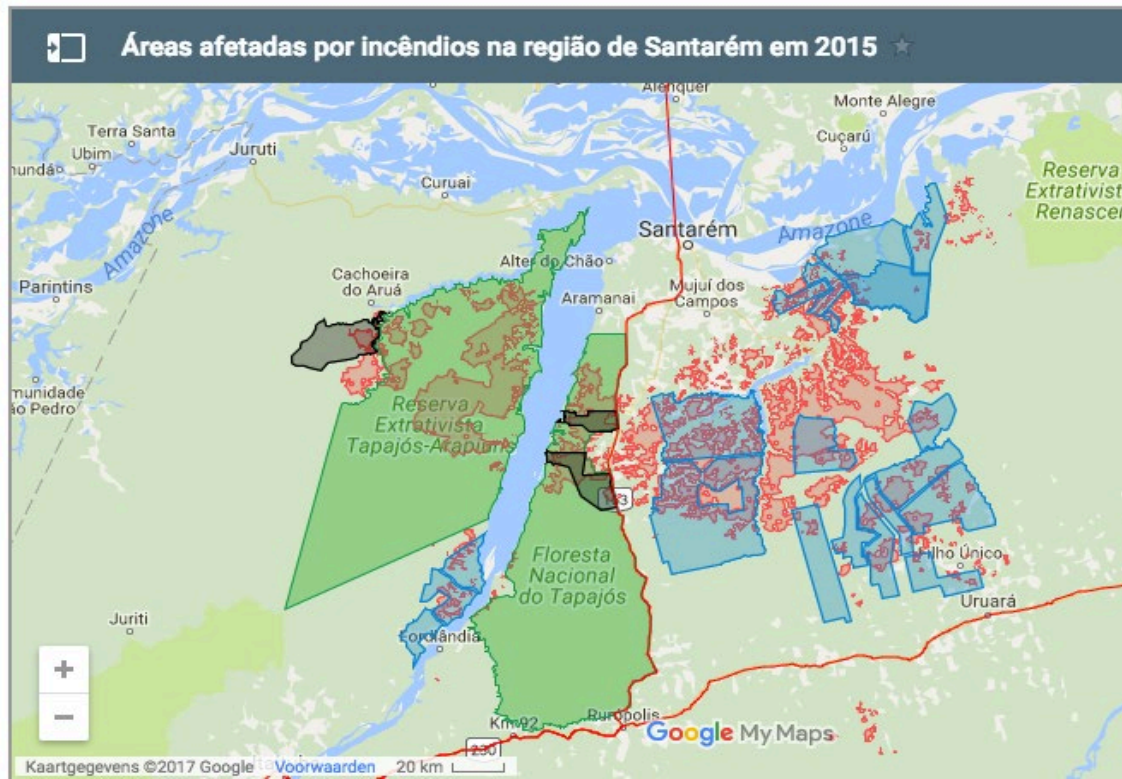 Áreas afetadas por incêndios na região de Santarém em 2015
Alenquer
Monte Alegre
Terra Santa
Cuçarú
Ubim
Juruti
Reserva
Extrativist
Renascer
Curuai
Santarém
Amazone
Amazone
Alter do Chão
Cachoeira
do Aruá
Mujuí dos
Campos
Parintins
Aramanai
Reserva
Extrativista
Tapajós-Arapiuns
Floresta
Nacional
do Tapajós
Filho Único
Uruará
Juriti
Fordlândia
Rurópolis
Km 92
230
Google My Maps
Kaartgegevens ©2017 Google
Voorwaarden
20 km